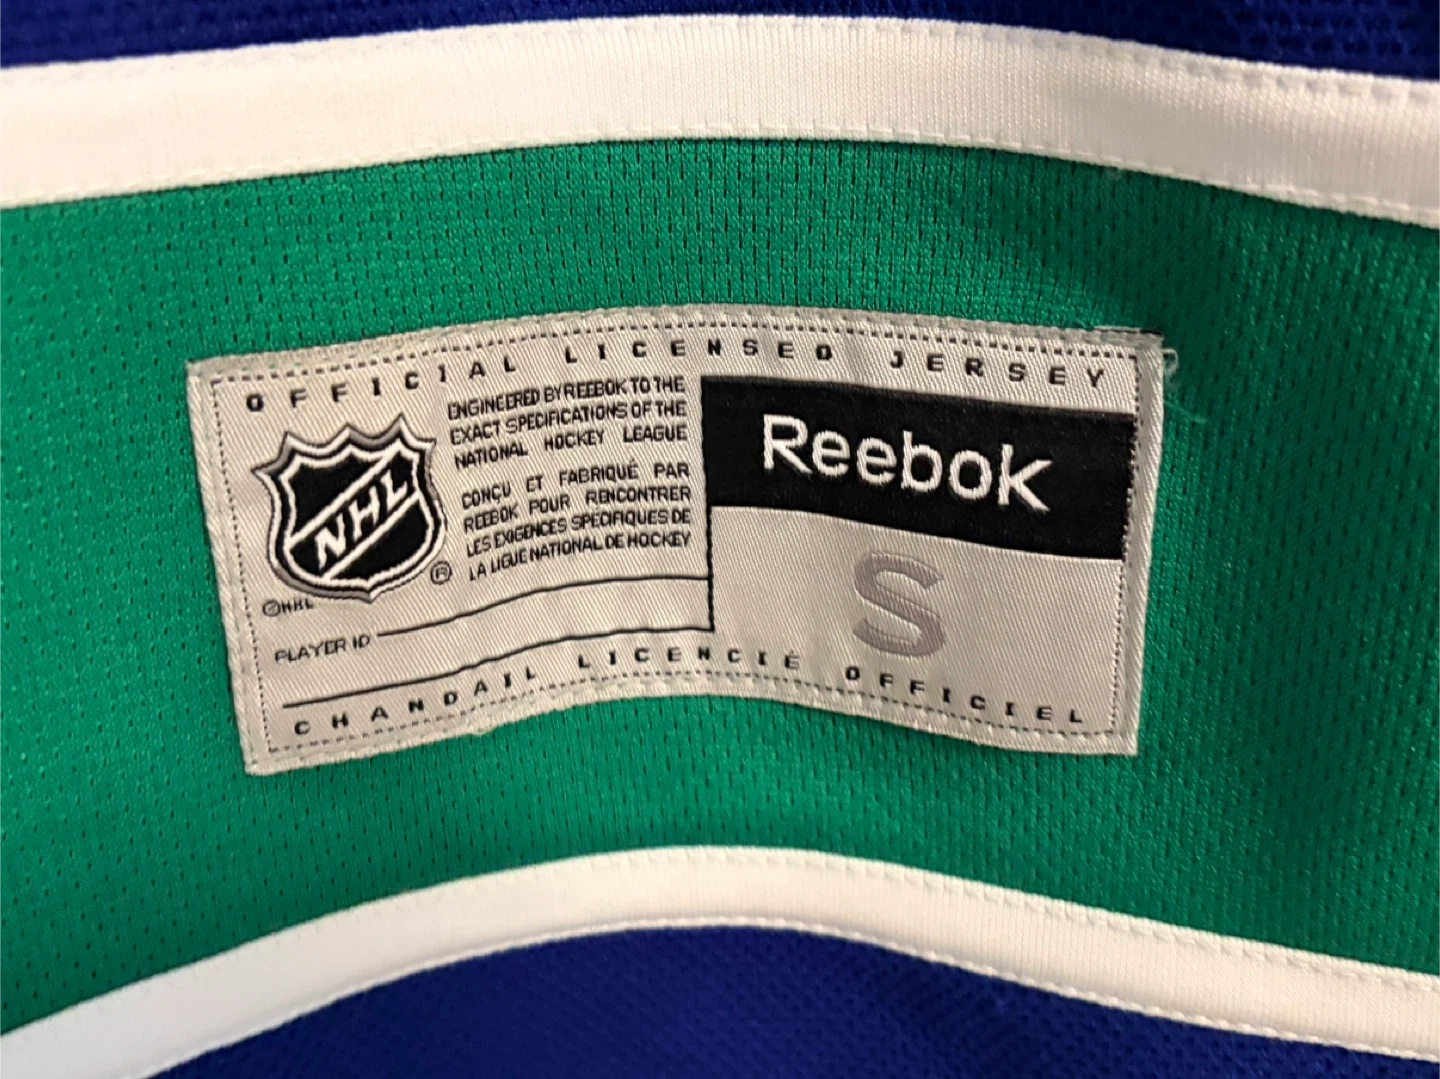 OFFICIAL LICENSED JERSEY
NHL
®
©NHL
ENGINEERED BY REEBOK TO THE
EXACT SPECIFICATIONS OF THE
NATIONAL HOCKEY LEAGUE
CONÇU ET FABRIQUÉ PAR
REEBOK POUR RENCONTRER
LES EXIGENCES SPÉCIFIQUES DE
LA LIGUE NATIONAL DE HOCKEY
Reebok
S
PLAYER ID
CHANDAIL LICENCIÉ OFFICIEL